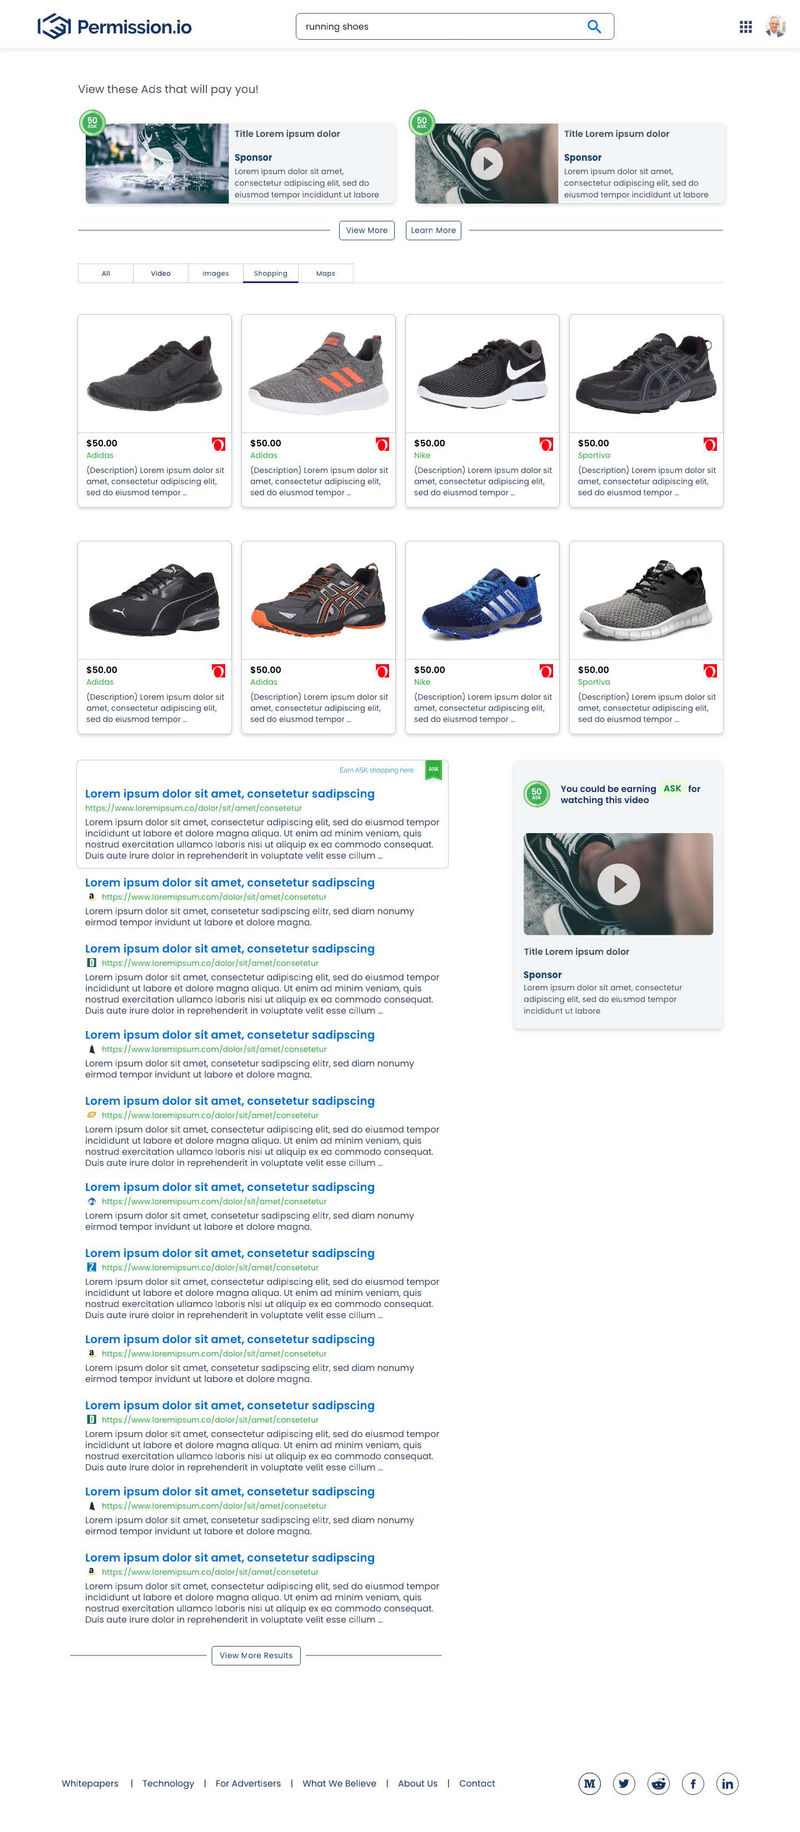 Permission.io
running shoes
View these Ads that will pay you!
50
ASK
Title Lorem ipsum dolor
Sponsor
Lorem ipsum dolor sit amet,
consectetur adipiscing elit, sed do
eiusmod tempor incididunt ut labore
50
ASK
Title Lorem ipsum dolor
Sponsor
Lorem ipsum dolor sit amet,
consectetur adipiscing elit, sed do
eiusmod tempor incididunt ut labore
View More
Learn More
All
Video
Images
Shopping
Maps
$50.00
Adidas
(Description) Lorem ipsum dolor sit
amet, consectetur adipiscing elit,
sed do eiusmod tempor ...
$50.00
Adidas
(Description) Lorem ipsum dolor sit
amet, consectetur adipiscing elit,
sed do eiusmod tempor ...
$50.00
Nike
(Description) Lorem ipsum dolor sit
amet, consectetur adipiscing elit,
sed do eiusmod tempor ...
$50.00
Sportiva
(Description) Lorem ipsum dolor sit
amet, consectetur adipiscing elit,
sed do eiusmod tempor ...
$50.00
Adidas
(Description) Lorem ipsum dolor sit
amet, consectetur adipiscing elit,
sed do eiusmod tempor ...
$50.00
Adidas
(Description) Lorem ipsum dolor sit
amet, consectetur adipiscing elit,
sed do eiusmod tempor ...
$50.00
Nike
(Description) Lorem ipsum dolor sit
amet, consectetur adipiscing elit,
sed do eiusmod tempor ...
$50.00
Sportiva
(Description) Lorem ipsum dolor sit
amet, consectetur adipiscing elit,
sed do eiusmod tempor ...
Earn ASK shopping here
ASK
Lorem ipsum dolor sit amet, consetetur sadipscing
https://www.loremipsum.co/dolor/sit/amet/consetetur
Lorem ipsum dolor sit amet, consectetur adipiscing elit, sed do eiusmod tempor
incididunt ut labore et dolore magna aliqua. Ut enim ad minim veniam, quis
nostrud exercitation ullamco laboris nisi ut aliquip ex ea commodo consequat.
Duis aute irure dolor in reprehenderit in voluptate velit esse cillum ...
Lorem ipsum dolor sit amet, consetetur sadipscing
https://www.loremipsum.com/dolor/sit/amet/consetetur
Lorem ipsum dolor sit amet, consetetur sadipscing elitr, sed diam nonumy
eirmod tempor invidunt ut labore et dolore magna.
Lorem ipsum dolor sit amet, consetetur sadipscing
https://www.loremipsum.co/dolor/sit/amet/consetetur
Lorem ipsum dolor sit amet, consectetur adipiscing elit, sed do eiusmod tempor
incididunt ut labore et dolore magna aliqua. Ut enim ad minim veniam, quis
nostrud exercitation ullamco laboris nisi ut aliquip ex ea commodo consequat.
Duis aute irure dolor in reprehenderit in voluptate velit esse cillum ...
Lorem ipsum dolor sit amet, consetetur sadipscing
https://www.loremipsum.com/dolor/sit/amet/consetetur
Lorem ipsum dolor sit amet, consetetur sadipscing elitr, sed diam nonumy
eirmod tempor invidunt ut labore et dolore magna.
Lorem ipsum dolor sit amet, consetetur sadipscing
https://www.loremipsum.co/dolor/sit/amet/consetetur
Lorem ipsum dolor sit amet, consectetur adipiscing elit, sed do eiusmod tempor
incididunt ut labore et dolore magna aliqua. Ut enim ad minim veniam, quis
nostrud exercitation ullamco laboris nisi ut aliquip ex ea commodo consequat.
Duis aute irure dolor in reprehenderit in voluptate velit esse cillum ...
Lorem ipsum dolor sit amet, consetetur sadipscing
https://www.loremipsum.com/dolor/sit/amet/consetetur
Lorem ipsum dolor sit amet, consetetur sadipscing elitr, sed diam nonumy
eirmod tempor invidunt ut labore et dolore magna.
Lorem ipsum dolor sit amet, consetetur sadipscing
https://www.loremipsum.co/dolor/sit/amet/consetetur
Lorem ipsum dolor sit amet, consectetur adipiscing elit, sed do eiusmod tempor
incididunt ut labore et dolore magna aliqua. Ut enim ad minim veniam, quis
nostrud exercitation ullamco laboris nisi ut aliquip ex ea commodo consequat.
Duis aute irure dolor in reprehenderit in voluptate velit esse cillum ...
Lorem ipsum dolor sit amet, consetetur sadipscing
https://www.loremipsum.com/dolor/sit/amet/consetetur
Lorem ipsum dolor sit amet, consetetur sadipscing elitr, sed diam nonumy
eirmod tempor invidunt ut labore et dolore magna.
Lorem ipsum dolor sit amet, consetetur sadipscing
https://www.loremipsum.co/dolor/sit/amet/consetetur
Lorem ipsum dolor sit amet, consectetur adipiscing elit, sed do eiusmod tempor
incididunt ut labore et dolore magna aliqua. Ut enim ad minim veniam, quis
nostrud exercitation ullamco laboris nisi ut aliquip ex ea commodo consequat.
Duis aute irure dolor in reprehenderit in voluptate velit esse cillum ...
Lorem ipsum dolor sit amet, consetetur sadipscing
https://www.loremipsum.com/dolor/sit/amet/consetetur
Lorem ipsum dolor sit amet, consetetur sadipscing elitr, sed diam nonumy
eirmod tempor invidunt ut labore et dolore magna.
Lorem ipsum dolor sit amet, consetetur sadipscing
https://www.loremipsum.co/dolor/sit/amet/consetetur
Lorem ipsum dolor sit amet, consectetur adipiscing elit, sed do eiusmod tempor
incididunt ut labore et dolore magna aliqua. Ut enim ad minim veniam, quis
nostrud exercitation ullamco laboris nisi ut aliquip ex ea commodo consequat.
Duis aute irure dolor in reprehenderit in voluptate velit esse cillum ...
View More Results
50
ASK
You could be earning ASK for
watching this video
Title Lorem ipsum dolor
Sponsor
Lorem ipsum dolor sit amet, consectetur
adipiscing elit, sed do eiusmod tempor
incididunt ut labore
Whitepapers | Technology | For Advertisers | What We Believe | About Us | Contact